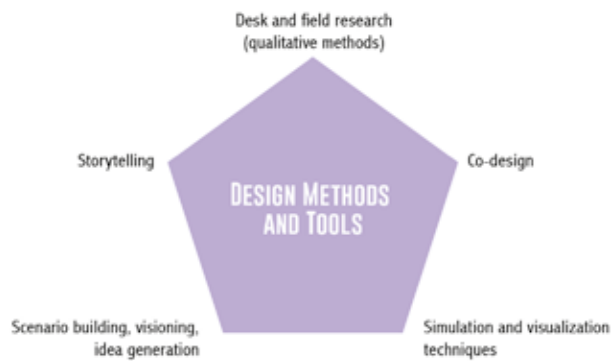 Desk and field research
(qualitative methods)
Storytelling
Co-design
DESIGN METHODS
AND TOOLS
Scenario building, visioning,
idea generation
Simulation and visualization
techniques